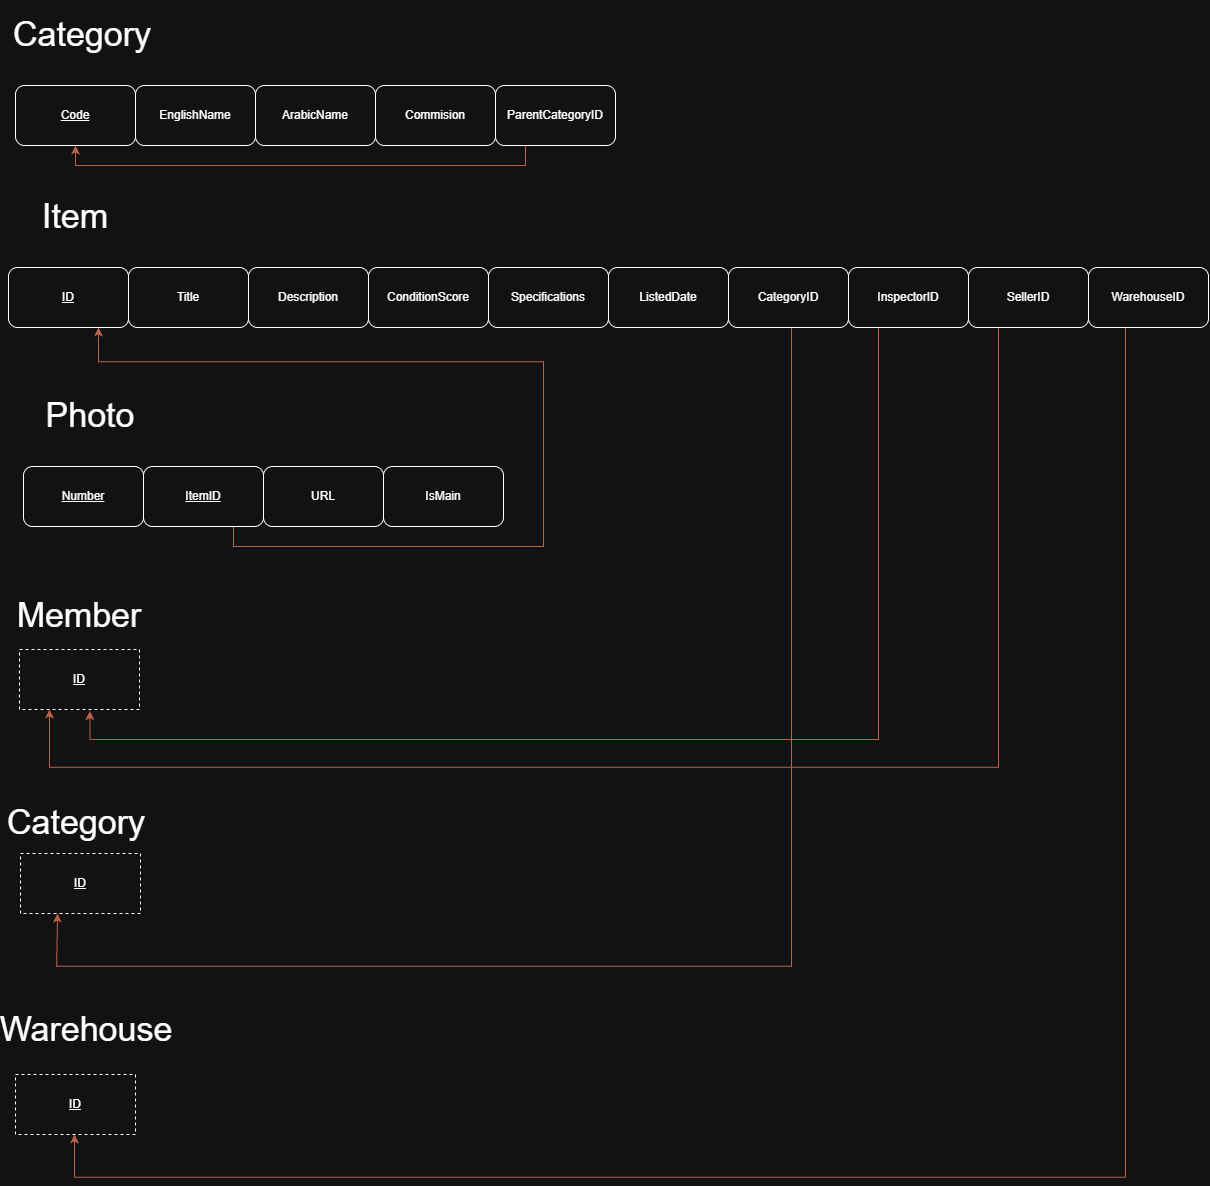 Category
Code EnglishName ArabicName Commision ParentCategoryID
Item
ID Title Description ConditionScore Specifications ListedDate CategoryID InspectorID SellerID WarehouseID
Photo
Number ItemID URL IsMain
Member
ID
Category
ID
Warehouse
ID